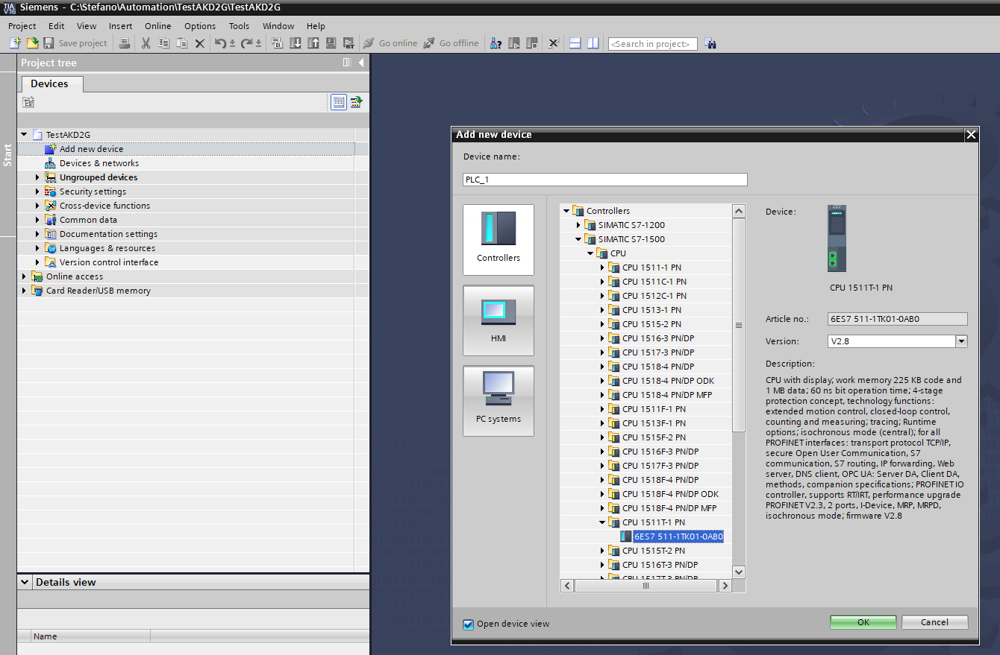 TIA V16 Siemens - C:\Stefano\Automation\TestAKD2G\TestAKD2G
Project Edit View Insert Online Options Tools Window Help
Save project Go online Go offline <Search in project>
Project tree
Devices
Start
TestAKD2G
Add new device
Devices & networks
Ungrouped devices
Security settings
Cross-device functions
Common data
Documentation settings
Languages & resources
Version control interface
Online access
Card Reader/USB memory
Details view
Name
Add new device
Device name:
PLC_1
Controllers
HMI
PC systems
Controllers
SIMATIC S7-1200
SIMATIC S7-1500
CPU
CPU 1511-1 PN
CPU 1511C-1 PN
CPU 1512C-1 PN
CPU 1513-1 PN
CPU 1515-2 PN
CPU 1516-3 PN/DP
CPU 1517-3 PN/DP
CPU 1518-4 PN/DP
CPU 1518-4 PN/DP ODK
CPU 1518-4 PN/DP MFP
CPU 1511F-1 PN
CPU 1513F-1 PN
CPU 1515F-2 PN
CPU 1516F-3 PN/DP
CPU 1517F-3 PN/DP
CPU 1518F-4 PN/DP
CPU 1518F-4 PN/DP ODK
CPU 1518F-4 PN/DP MFP
CPU 1511T-1 PN
6ES7 511-1TK01-0AB0
CPU 1515T-2 PN
CPU 1516T-3 PN/DP
CPU 1517T-3 PN/DP
Device:
CPU 1511T-1 PN
Article no.: 6ES7 511-1TK01-0AB0
Version: V2.8
Description:
CPU with display; work memory 225 KB code and
1 MB data; 60 ns bit operation time; 4-stage
protection concept, technology functions:
extended motion control, closed-loop control,
counting and measuring; tracing; Runtime
options; isochronous mode (central); for all
PROFINET interfaces: transport protocol TCP/IP,
secure Open User Communication, S7
communication, S7 routing, IP forwarding, Web
server, DNS client, OPC UA: Server DA, Client DA,
methods, companion specifications; PROFINET IO
controller, supports RT/IRT, performance upgrade
PROFINET V2.3, 2 ports, I-Device, MRP, MRPD,
isochronous mode; firmware V2.8
Open device view
OK Cancel